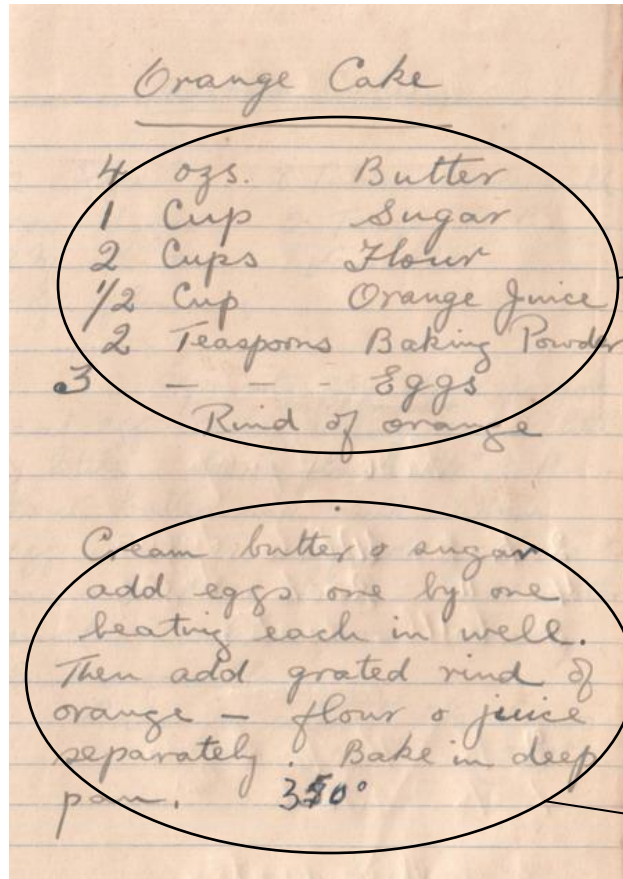 Orange Cake
4 ozs. Butter
1 Cup Sugar
2 Cups Flour
1/2 Cup Orange Juice
2 Teaspoons Baking Powder
3 - - - Eggs
Rind of orange
Cream butter & sugar
add eggs one by one
beating each in well.
Then add grated rind of
orange — flour & juice
separately. Bake in deep
pan. 350°